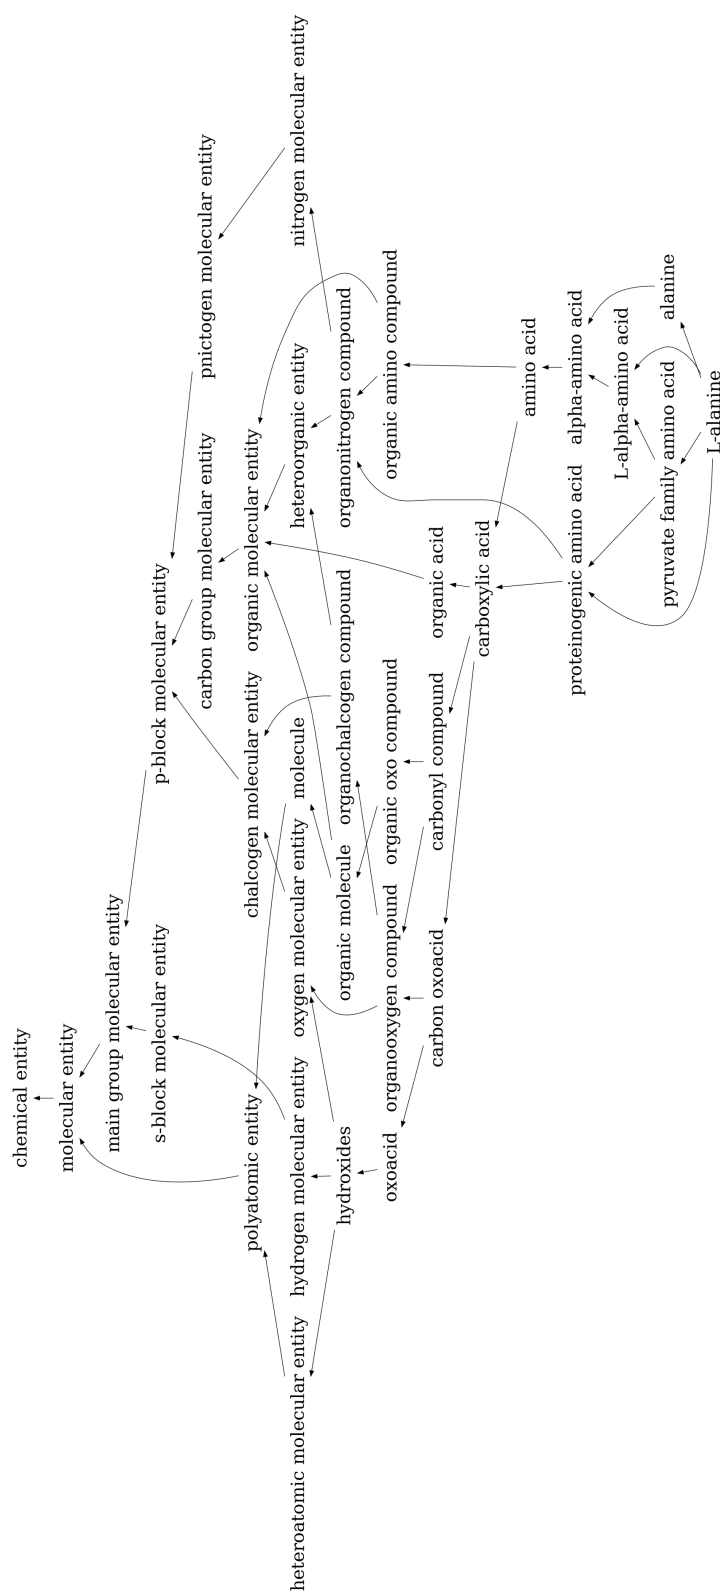 chemical entity
molecular entity
main group molecular entity
s-block molecular entity
p-block molecular entity
carbon group molecular entity
pnictogen molecular entity
polyatomic entity
chalcogen molecular entity
organic molecular entity
heteroatomic molecular entity
hydrogen molecular entity
oxygen molecular entity
molecule
heteroorganic entity
nitrogen molecular entity
hydroxides
organic molecule
organochalcogen compound
organonitrogen compound
oxoacid
organooxygen compound
organic oxo compound
organic amino compound
carbon oxoacid
carbonyl compound
organic acid
carboxylic acid
amino acid
proteinogenic amino acid
alpha-amino acid
L-alpha-amino acid
pyruvate family amino acid
alanine
L-alanine